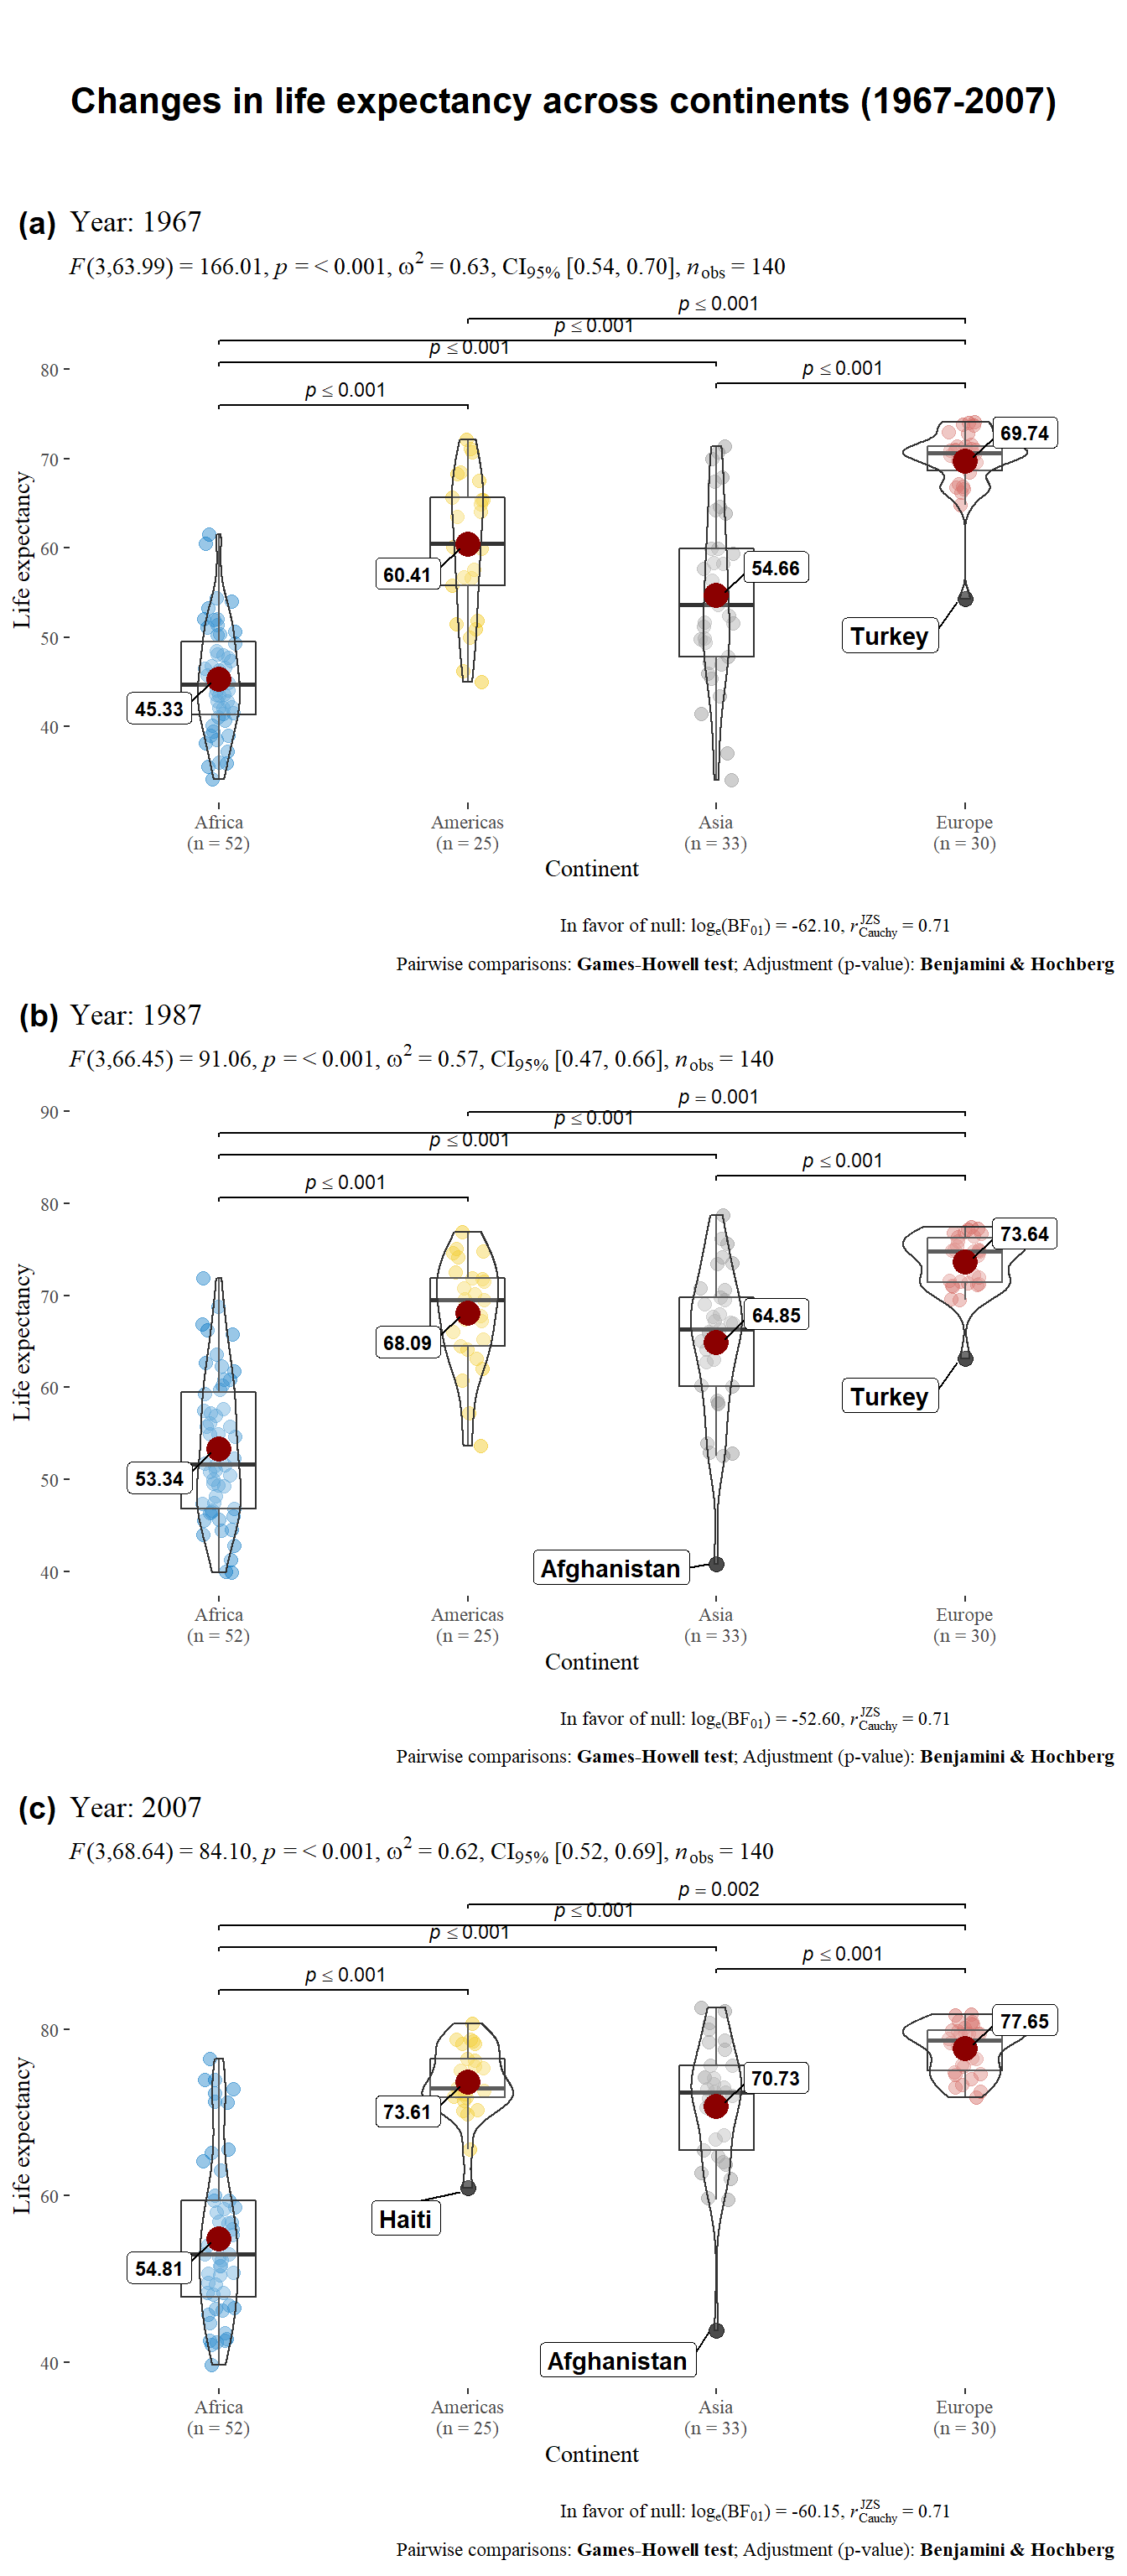 Changes in life expectancy across continents (1967-2007)
(a) Year: 1967
F(3,63.99) = 166.01, p = < 0.001, ω² = 0.63, CI95% [0.54, 0.70], nobs = 140
p ≤ 0.001
p ≤ 0.001
p ≤ 0.001
p ≤ 0.001
p ≤ 0.001
80
70
60
50
40
Life expectancy
69.74
60.41
54.66
Turkey
45.33
Africa Americas Asia Europe
(n = 52) (n = 25) (n = 33) (n = 30)
Continent
In favor of null: loge(BF01) = -62.10, r JZS Cauchy = 0.71
Pairwise comparisons: Games-Howell test; Adjustment (p-value): Benjamini & Hochberg
(b) Year: 1987
F(3,66.45) = 91.06, p = < 0.001, ω² = 0.57, CI95% [0.47, 0.66], nobs = 140
p = 0.001
p ≤ 0.001
p ≤ 0.001
p ≤ 0.001
p ≤ 0.001
90
80
70
60
50
40
Life expectancy
73.64
64.85
68.09
Turkey
53.34
Afghanistan
Africa Americas Asia Europe
(n = 52) (n = 25) (n = 33) (n = 30)
Continent
In favor of null: loge(BF01) = -52.60, r JZS Cauchy = 0.71
Pairwise comparisons: Games-Howell test; Adjustment (p-value): Benjamini & Hochberg
(c) Year: 2007
F(3,68.64) = 84.10, p = < 0.001, ω² = 0.62, CI95% [0.52, 0.69], nobs = 140
p = 0.002
p ≤ 0.001
p ≤ 0.001
p ≤ 0.001
p ≤ 0.001
80
60
40
Life expectancy
77.65
70.73
73.61
Haiti
54.81
Afghanistan
Africa Americas Asia Europe
(n = 52) (n = 25) (n = 33) (n = 30)
Continent
In favor of null: loge(BF01) = -60.15, r JZS Cauchy = 0.71
Pairwise comparisons: Games-Howell test; Adjustment (p-value): Benjamini & Hochberg